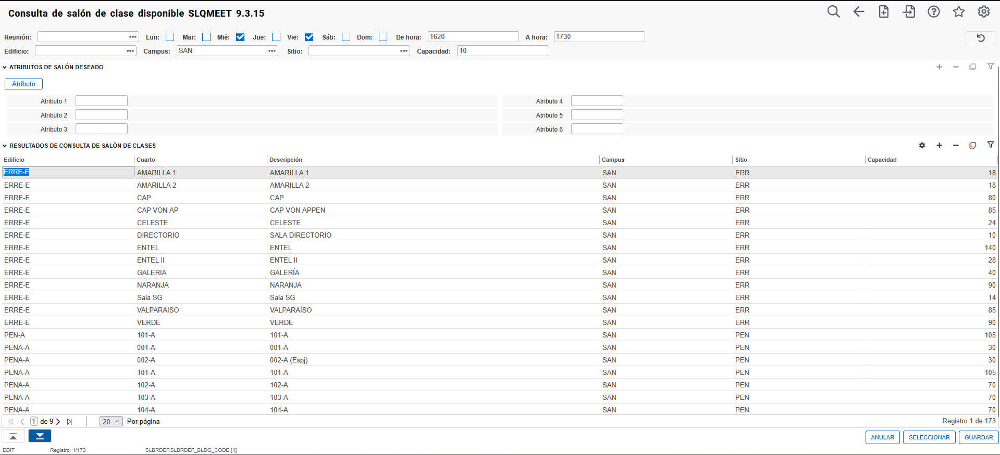 Consulta de salón de clase disponible SLQMEET 9.3.15
Reunión: Lun: Mar: Mié: Jue: Vie: Sáb: Dom: De hora: 1620 A hora: 1730
Edificio: Campus: SAN Sitio: Capacidad: 10
ATRIBUTOS DE SALÓN DESEADO
Atributo
Atributo 1 Atributo 4
Atributo 2 Atributo 5
Atributo 3 Atributo 6
RESULTADOS DE CONSULTA DE SALÓN DE CLASES
Edificio Cuarto Descripción Campus Sitio Capacidad
ERRE-E AMARILLA 1 AMARILLA 1 SAN ERR 18
ERRE-E AMARILLA 2 AMARILLA 2 SAN ERR 18
ERRE-E CAP CAP SAN ERR 80
ERRE-E CAP VON AP CAP VON APPEN SAN ERR 85
ERRE-E CELESTE CELESTE SAN ERR 24
ERRE-E DIRECTORIO SALA DIRECTORIO SAN ERR 10
ERRE-E ENTEL ENTEL SAN ERR 140
ERRE-E ENTEL II ENTEL II SAN ERR 28
ERRE-E GALERIA GALERÍA SAN ERR 40
ERRE-E NARANJA NARANJA SAN ERR 90
ERRE-E Sala SG Sala SG SAN ERR 14
ERRE-E VALPARAISO VALPARAÍSO SAN ERR 85
ERRE-E VERDE VERDE SAN ERR 90
PEN-A 101-A 101-A SAN PEN 105
PENA-A 001-A 001-A SAN PEN 30
PENA-A 002-A 002-A (Espj) SAN PEN 30
PENA-A 101-A 101-A SAN PEN 105
PENA-A 102-A 102-A SAN PEN 70
PENA-A 103-A 103-A SAN PEN 70
PENA-A 104-A 104-A SAN PEN 70
1 de 9 20 Por página Registro 1 de 173
ANULAR SELECCIONAR GUARDAR
EDIT Registro: 1/173 SLBRDEF.SLBRDEF_BLDG_CODE [1]